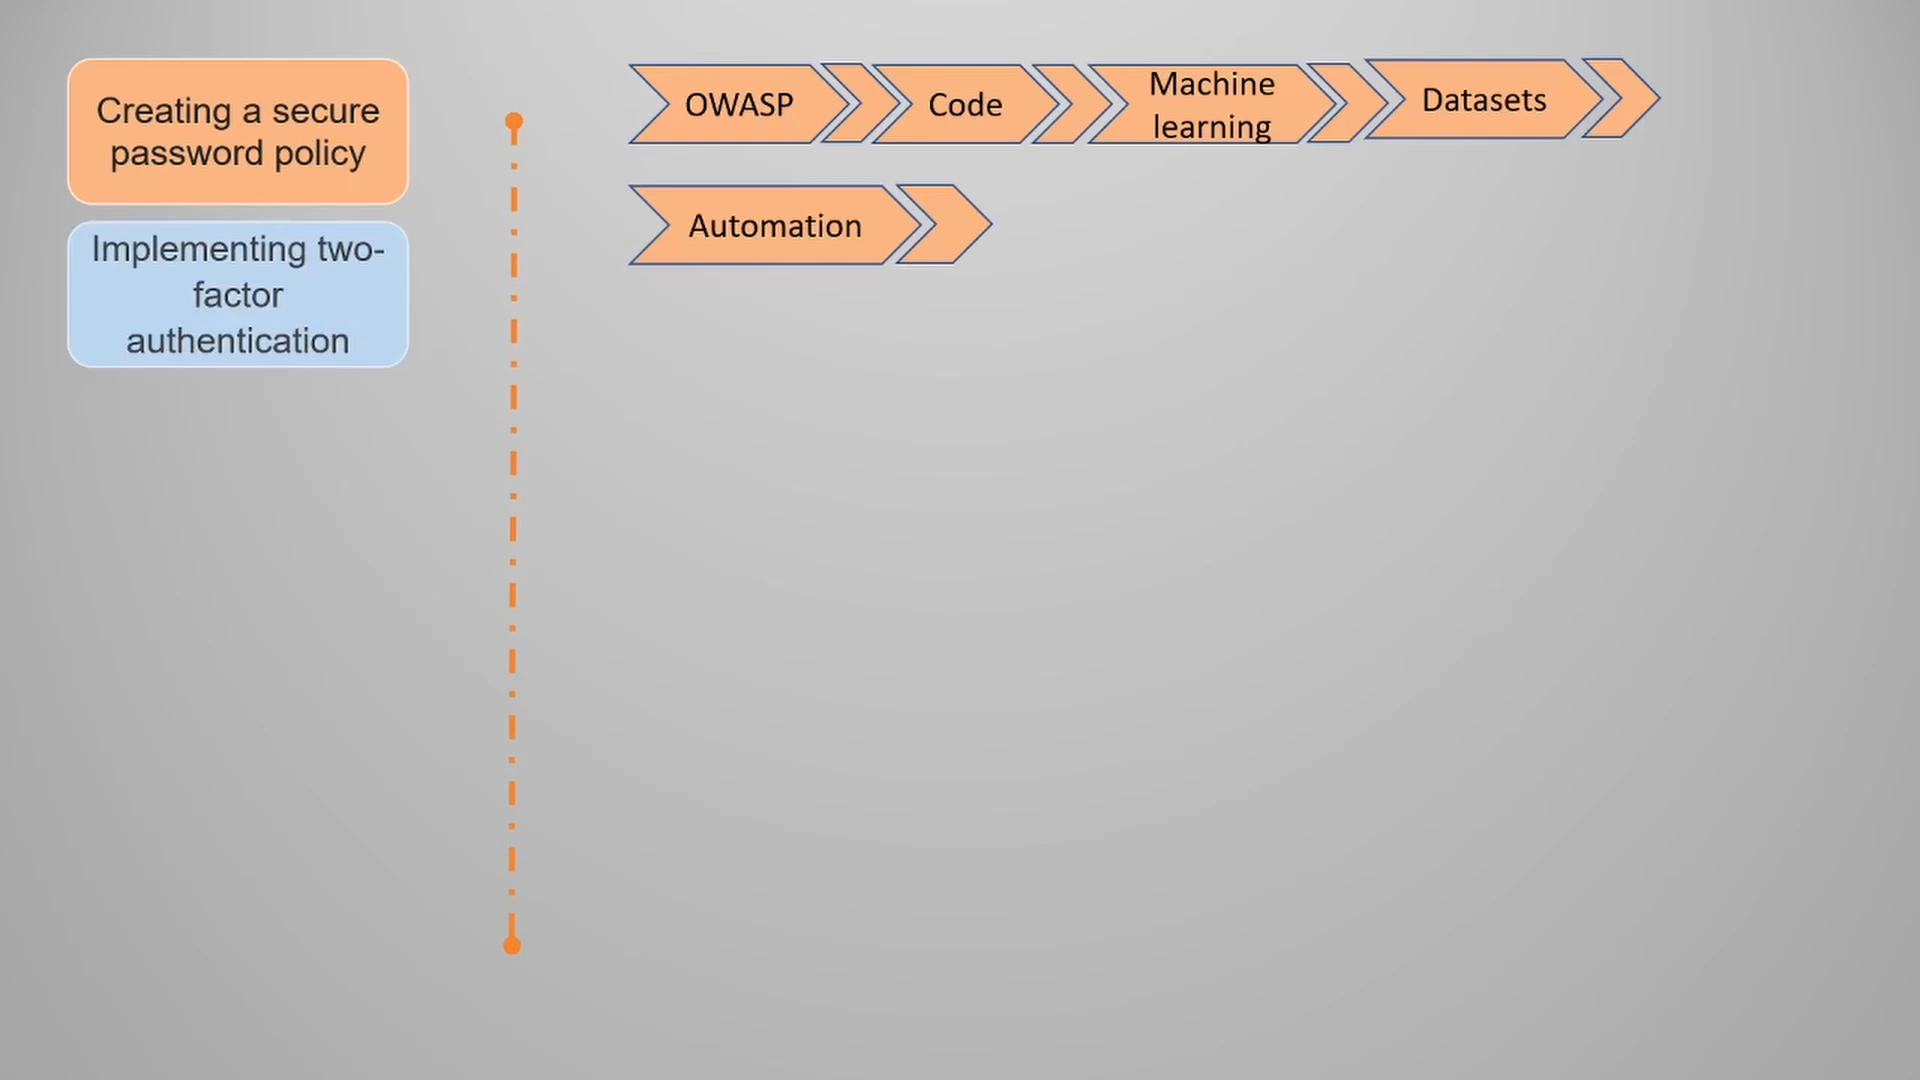 Creating a secure
password policy
Implementing two-
factor
authentication
OWASP
Code
Machine
learning
Datasets
Automation